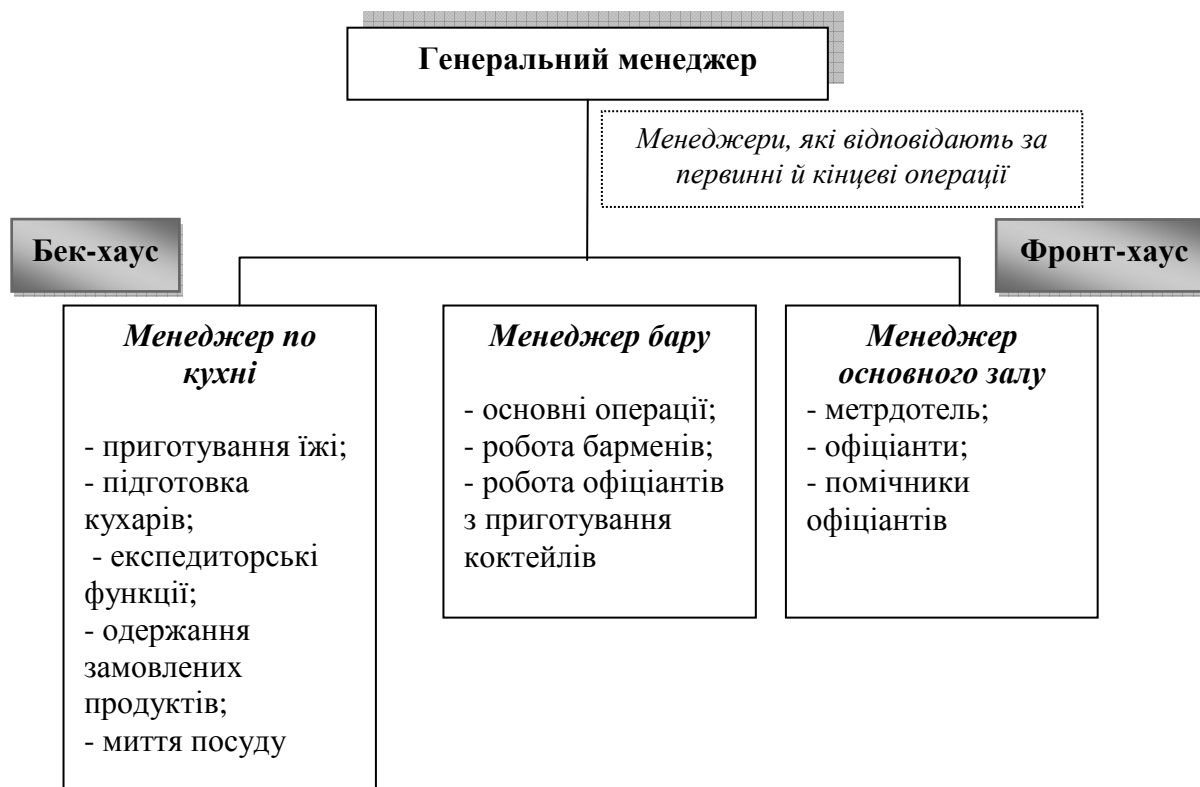 Генеральний менеджер
Менеджери, які відповідають за
первинні й кінцеві операції
Бек-хаус
Фронт-хаус
Менеджер по
кухні
- приготування їжі;
- підготовка
кухарів;
- експедиторські
функції;
- одержання
замовлених
продуктів;
- миття посуду
Менеджер бару
- основні операції;
- робота барменів;
- робота офіціантів
з приготування
коктейлів
Менеджер
основного залу
- метрдотель;
- офіціанти;
- помічники
офіціантів